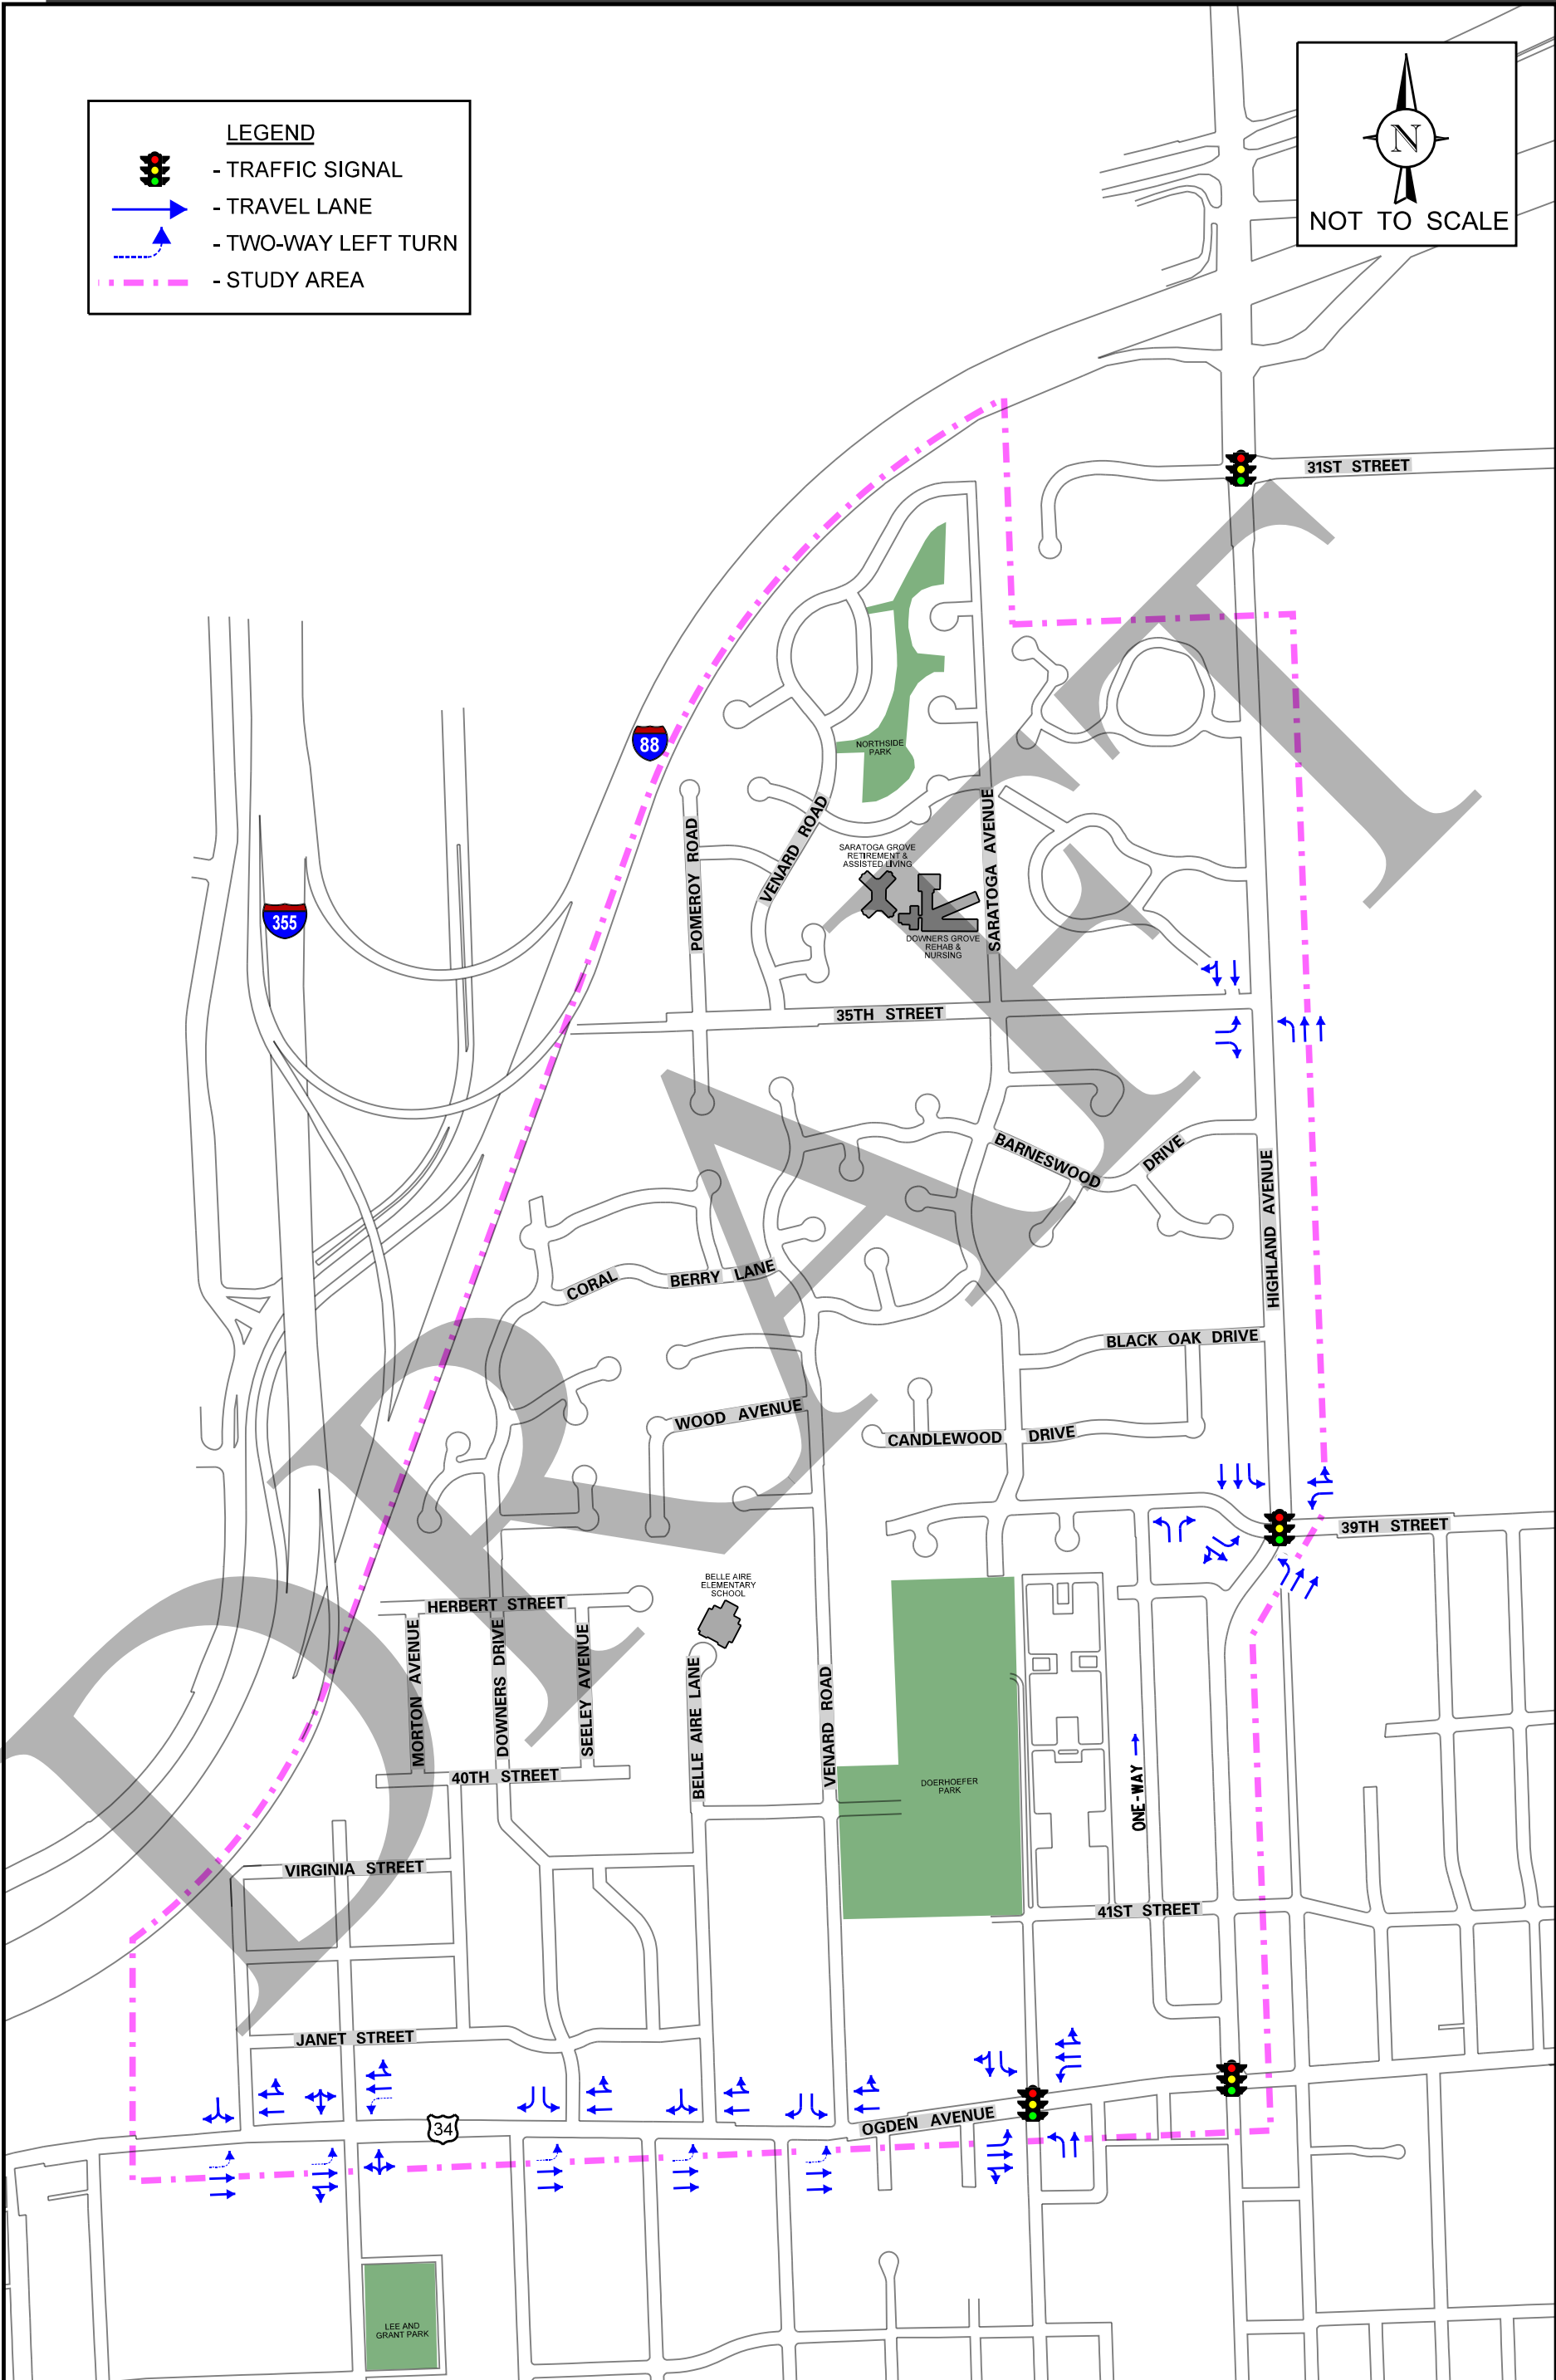 LEGEND
- TRAFFIC SIGNAL
- TRAVEL LANE
- TWO-WAY LEFT TURN
- STUDY AREA
N
NOT TO SCALE
31ST STREET
88
NORTHSIDE
PARK
POMEROY ROAD
VENARD ROAD
SARATOGA AVENUE
SARATOGA GROVE
RETIREMENT &
ASSISTED LIVING
355
DOWNERS GROVE
REHAB &
NURSING
35TH STREET
BARNESWOOD DRIVE
HIGHLAND AVENUE
CORAL BERRY LANE
BLACK OAK DRIVE
WOOD AVENUE
CANDLEWOOD DRIVE
39TH STREET
BELLE AIRE
ELEMENTARY
SCHOOL
HERBERT STREET
MORTON AVENUE
DOWNERS DRIVE
SEELEY AVENUE
BELLE AIRE LANE
VENARD ROAD
40TH STREET
DOERHOEFER
PARK
ONE-WAY
VIRGINIA STREET
41ST STREET
JANET STREET
OGDEN AVENUE
34
LEE AND
GRANT PARK
DRAFT